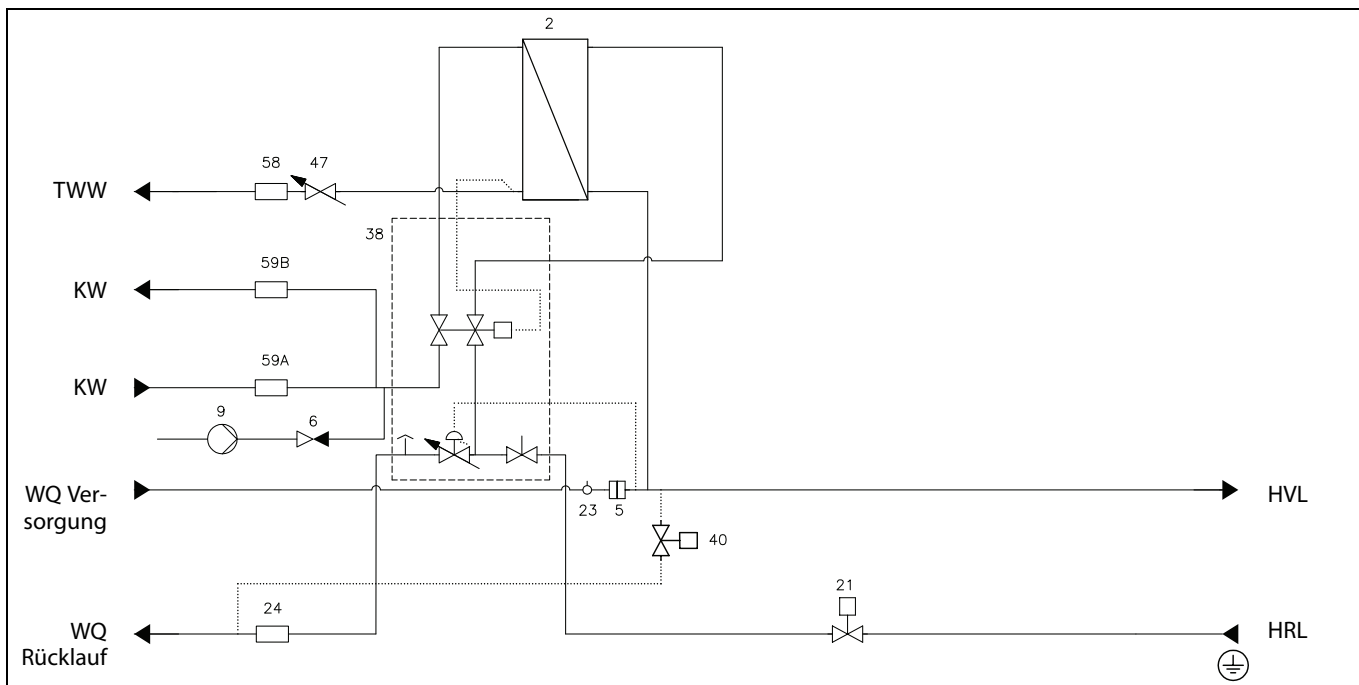 2
TWW
58
47
38
KW
59B
KW
59A
9
6
WQ Ver-
sorgung
23
5
HVL
40
WQ
Rücklauf
24
21
HRL